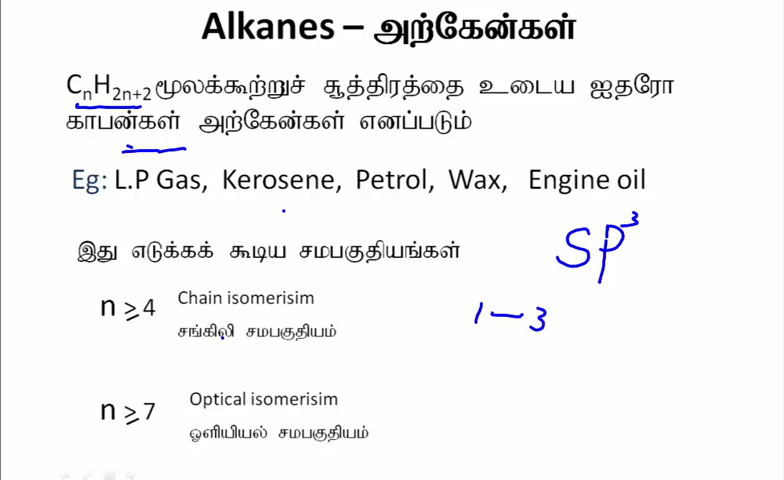 Alkanes – அற்கேன்கள்
CnH2n+2 மூலக்கூற்றுச் சூத்திரத்தை உடைய ஐதரோ
காபன்கள் அற்கேன்கள் எனப்படும்
Eg: L.P Gas, Kerosene, Petrol, Wax, Engine oil
SP³
இது எடுக்கக் கூடிய சமபகுதியங்கள்
n ≥ 4 Chain isomerisim
சங்கிலி சமபகுதியம்
1 — 3
n ≥ 7 Optical isomerisim
ஓளியியல் சமபகுதியம்